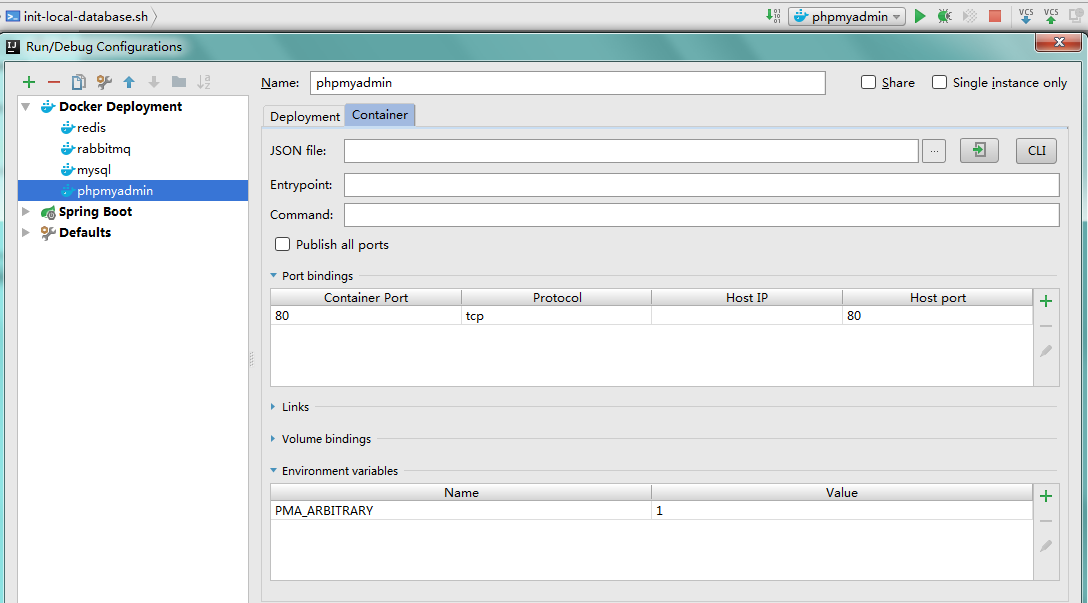 init-local-database.sh
phpmyadmin
VCS VCS
Run/Debug Configurations
Name: phpmyadmin
Share
Single instance only
Docker Deployment
redis
rabbitmq
mysql
phpmyadmin
Spring Boot
Defaults
Deployment Container
JSON file: ... CLI
Entrypoint:
Command:
Publish all ports
Port bindings
Container Port Protocol Host IP Host port
80 tcp 80
Links
Volume bindings
Environment variables
Name Value
PMA_ARBITRARY 1